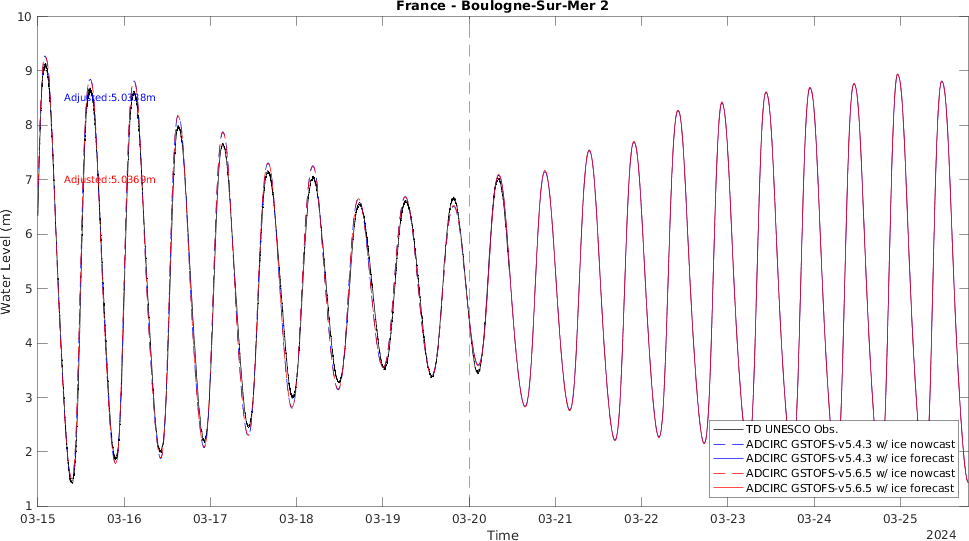 France - Boulogne-Sur-Mer 2
10
9
8
7
6
5
4
3
2
1
Water Level (m)
Adjusted:5.0368m
Adjusted:5.0369m
TD UNESCO Obs.
ADCIRC GSTOFS-v5.4.3 w/ ice nowcast
ADCIRC GSTOFS-v5.4.3 w/ ice forecast
ADCIRC GSTOFS-v5.6.5 w/ ice nowcast
ADCIRC GSTOFS-v5.6.5 w/ ice forecast
03-15 03-16 03-17 03-18 03-19 03-20 03-21 03-22 03-23 03-24 03-25
Time
2024